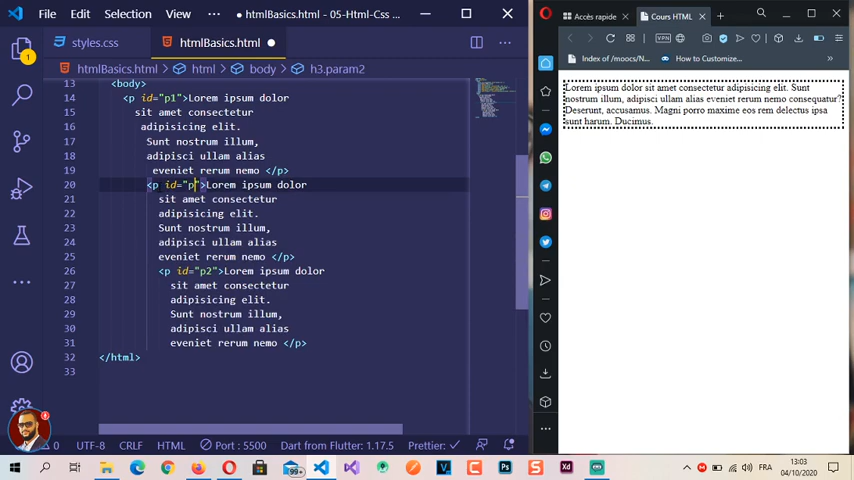 File Edit Selection View ··· ● htmlBasics.html - 05-Html-Css ...
styles.css
htmlBasics.html ●
htmlBasics.html > html > body > h3.param2
13 <body>
14 <p id="p1">Lorem ipsum dolor
15 sit amet consectetur
16 adipisicing elit.
17 Sunt nostrum illum,
18 adipisci ullam alias
19 eveniet rerum nemo </p>
20 <p id="p">Lorem ipsum dolor
21 sit amet consectetur
22 adipisicing elit.
23 Sunt nostrum illum,
24 adipisci ullam alias
25 eveniet rerum nemo </p>
26 <p id="p2">Lorem ipsum dolor
27 sit amet consectetur
28 adipisicing elit.
29 Sunt nostrum illum,
30 adipisci ullam alias
31 eveniet rerum nemo </p>
32 </html>
33
1
0 UTF-8 CRLF HTML Port : 5500 Dart from Flutter: 1.17.5 Prettier: ✓
Accès rapide
Cours HTML
VPN
Index of /moocs/N...
How to Customize...
Lorem ipsum dolor sit amet consectetur adipisicing elit. Sunt
nostrum illum, adipisci ullam alias eveniet rerum nemo consequatur?
Deserunt, accusamus. Magni porro maxime eos rem delectus ipsa
sunt harum. Ducimus.
99+
Xd
Ps
FRA
13:03
04/10/2020